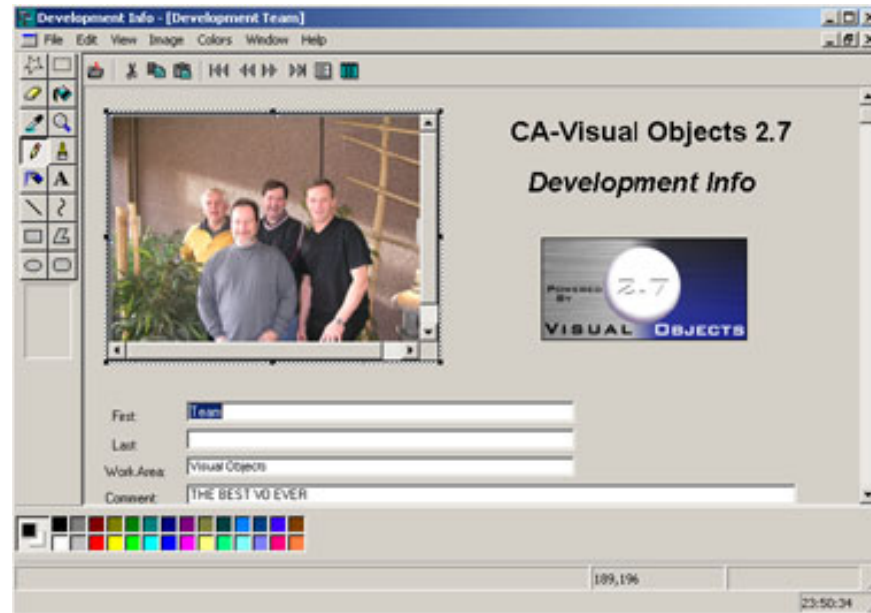 Development Info - [Development Team]
File Edit View Image Colors Window Help
A
CA-Visual Objects 2.7
Development Info
2.7
POWERED
BY
VISUAL OBJECTS
First:
Team
Last:
Work Area:
Visual Objects
Comment:
THE BEST VO EVER
189,196
23:50:34